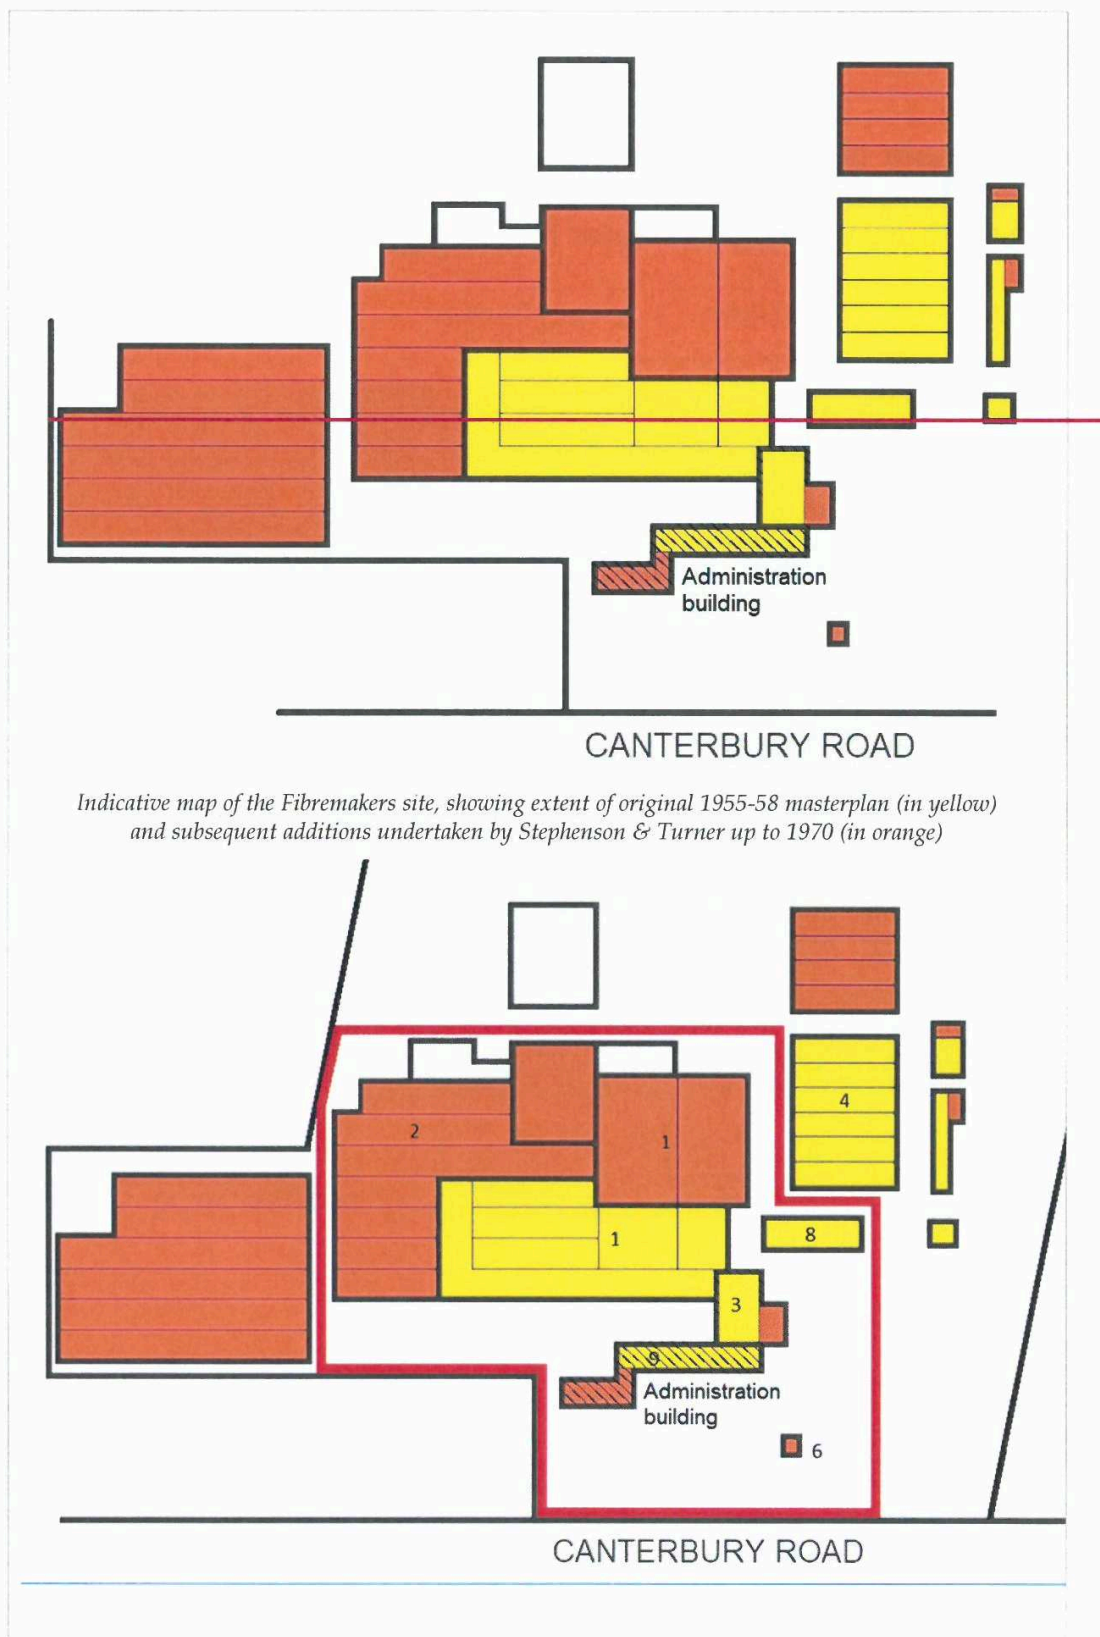 Administration
building
CANTERBURY ROAD
Indicative map of the Fibremakers site, showing extent of original 1955-58 masterplan (in yellow)
and subsequent additions undertaken by Stephenson & Turner up to 1970 (in orange)
4
2
1
1
8
3
9
Administration
building
6
CANTERBURY ROAD